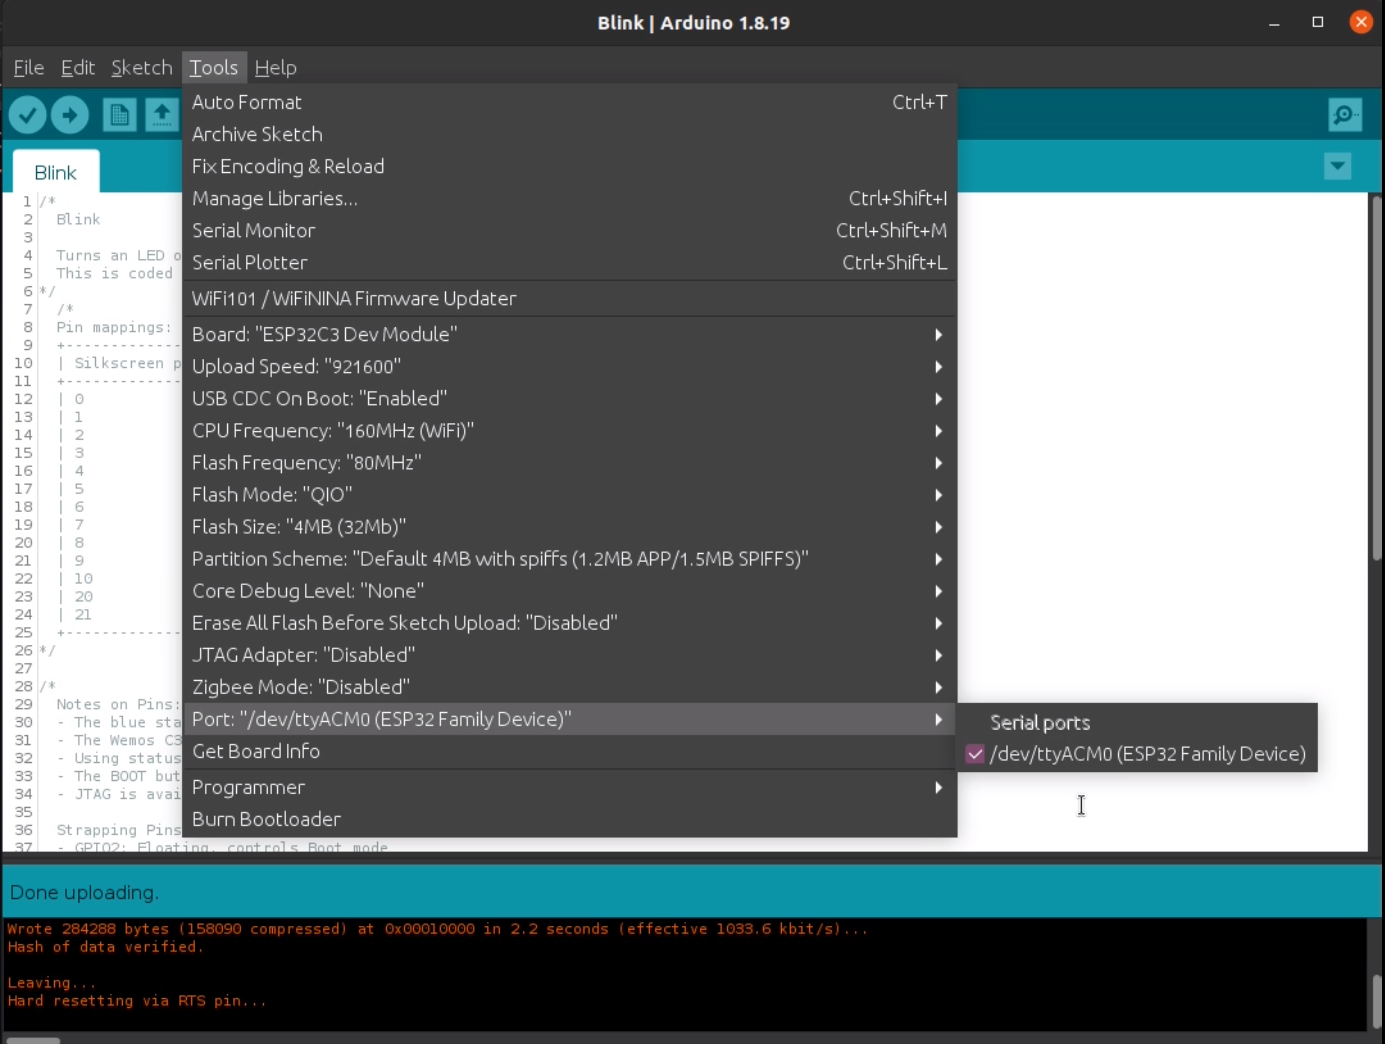 Blink | Arduino 1.8.19
File Edit Sketch Tools Help
Blink
Auto Format Ctrl+T
Archive Sketch
Fix Encoding & Reload
Manage Libraries... Ctrl+Shift+I
Serial Monitor Ctrl+Shift+M
Serial Plotter Ctrl+Shift+L
WiFi101 / WiFiNINA Firmware Updater
Board: "ESP32C3 Dev Module"
Upload Speed: "921600"
USB CDC On Boot: "Enabled"
CPU Frequency: "160MHz (WiFi)"
Flash Frequency: "80MHz"
Flash Mode: "QIO"
Flash Size: "4MB (32Mb)"
Partition Scheme: "Default 4MB with spiffs (1.2MB APP/1.5MB SPIFFS)"
Core Debug Level: "None"
Erase All Flash Before Sketch Upload: "Disabled"
JTAG Adapter: "Disabled"
Zigbee Mode: "Disabled"
Port: "/dev/ttyACM0 (ESP32 Family Device)"
Get Board Info
Programmer
Burn Bootloader
Serial ports
/dev/ttyACM0 (ESP32 Family Device)
1 /*
2 Blink
3
4 Turns an LED o
5 This is coded
6 */
7 /*
8 Pin mappings:
9 +-------------
10 | Silkscreen p
11 +-------------
12 | 0
13 | 1
14 | 2
15 | 3
16 | 4
17 | 5
18 | 6
19 | 7
20 | 8
21 | 9
22 | 10
23 | 20
24 | 21
25 +-------------
26 */
27
28 /*
29 Notes on Pins:
30 - The blue sta
31 - The Wemos C3
32 - Using status
33 - The BOOT but
34 - JTAG is avai
35
36 Strapping Pins
37 - GPIO2: Floating, controls Boot mode
Done uploading.
Wrote 284288 bytes (158090 compressed) at 0x00010000 in 2.2 seconds (effective 1033.6 kbit/s)...
Hash of data verified.
Leaving...
Hard resetting via RTS pin...